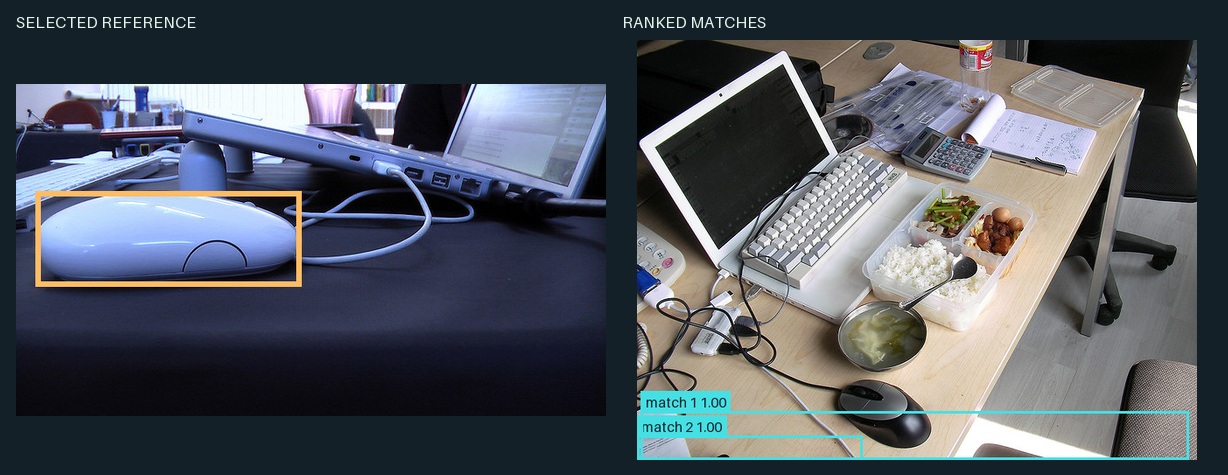 SELECTED REFERENCE
RANKED MATCHES
match 1 1.00
match 2 1.00